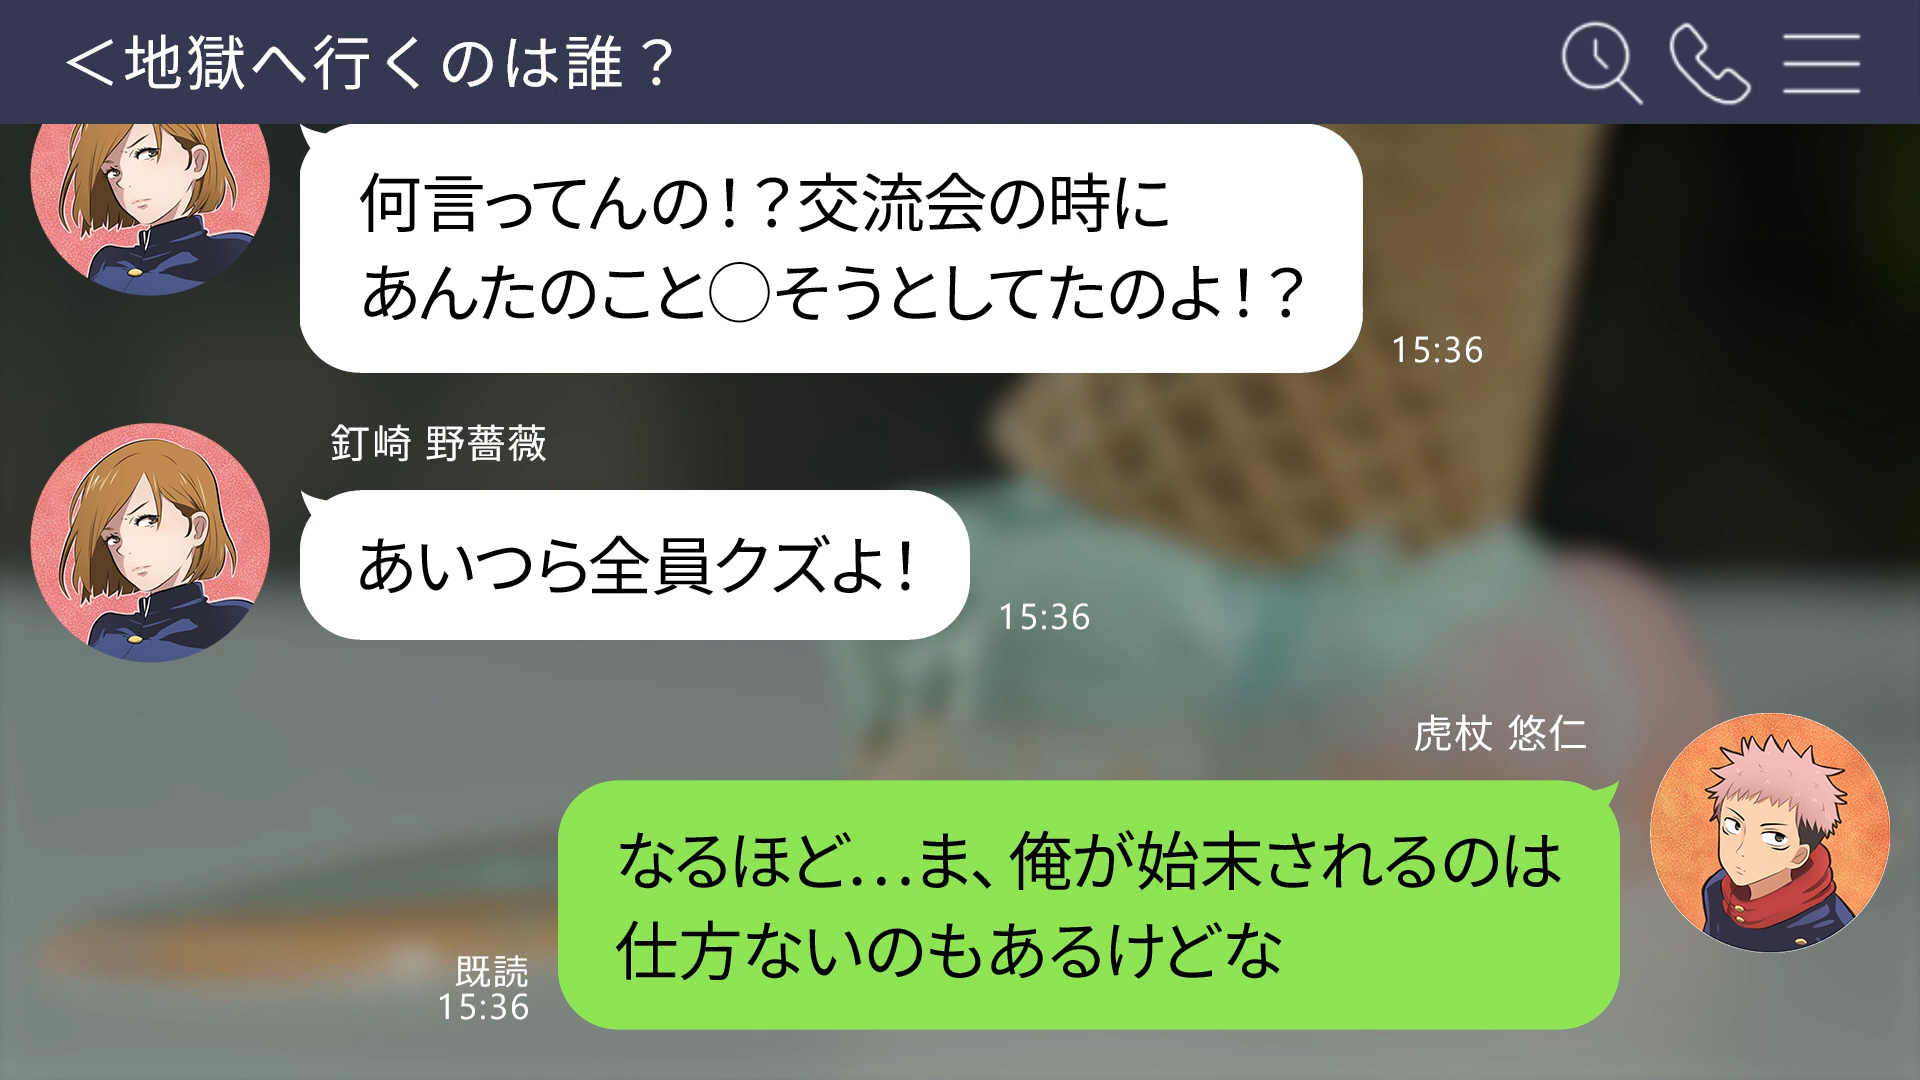 ＜地獄へ行くのは誰？
何言ってんの！？交流会の時に
あんたのこと◯そうとしてたのよ！？
15:36
釘崎 野薔薇
あいつら全員クズよ！
15:36
虎杖 悠仁
なるほど…ま、俺が始末されるのは
仕方ないのもあるけどな
既読
15:36